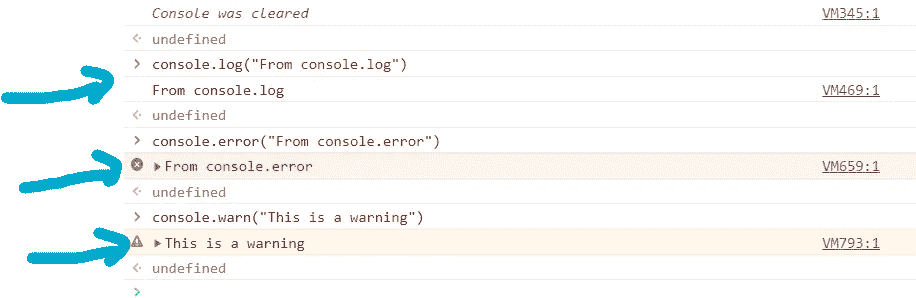 Console was cleared VM345:1
undefined
console.log("From console.log")
From console.log VM469:1
undefined
console.error("From console.error")
From console.error VM659:1
undefined
console.warn("This is a warning")
This is a warning VM793:1
undefined